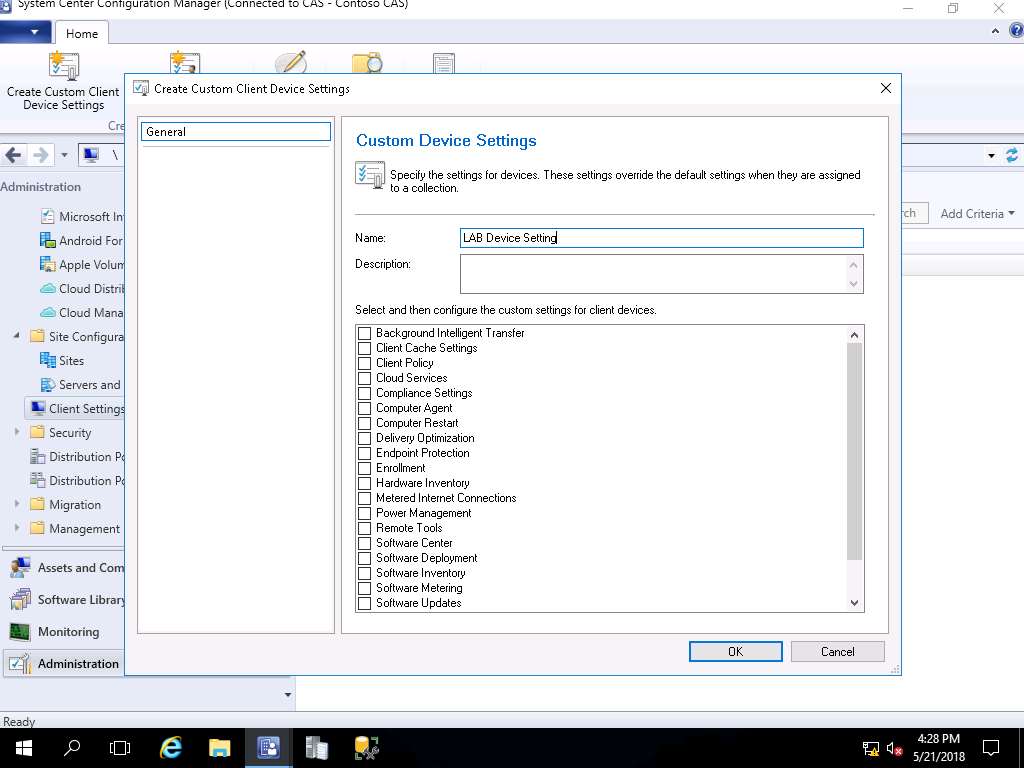 System Center Configuration Manager (Connected to CAS - Contoso CAS)
Home
Create Custom Client
Device Settings
Create Custom Client Device Settings
General
Custom Device Settings
Specify the settings for devices. These settings override the default settings when they are assigned
to a collection.
Name:
LAB Device Setting
Description:
Select and then configure the custom settings for client devices.
Background Intelligent Transfer
Client Cache Settings
Client Policy
Cloud Services
Compliance Settings
Computer Agent
Computer Restart
Delivery Optimization
Endpoint Protection
Enrollment
Hardware Inventory
Metered Internet Connections
Power Management
Remote Tools
Software Center
Software Deployment
Software Inventory
Software Metering
Software Updates
OK
Cancel
Cre
\
rch
Add Criteria
Administration
Microsoft In
Android For
Apple Volum
Cloud Distri
Cloud Mana
Site Configura
Sites
Servers and
Client Settings
Security
Distribution Po
Distribution Po
Migration
Management
Assets and Com
Software Library
Monitoring
Administration
Ready
4:28 PM
5/21/2018